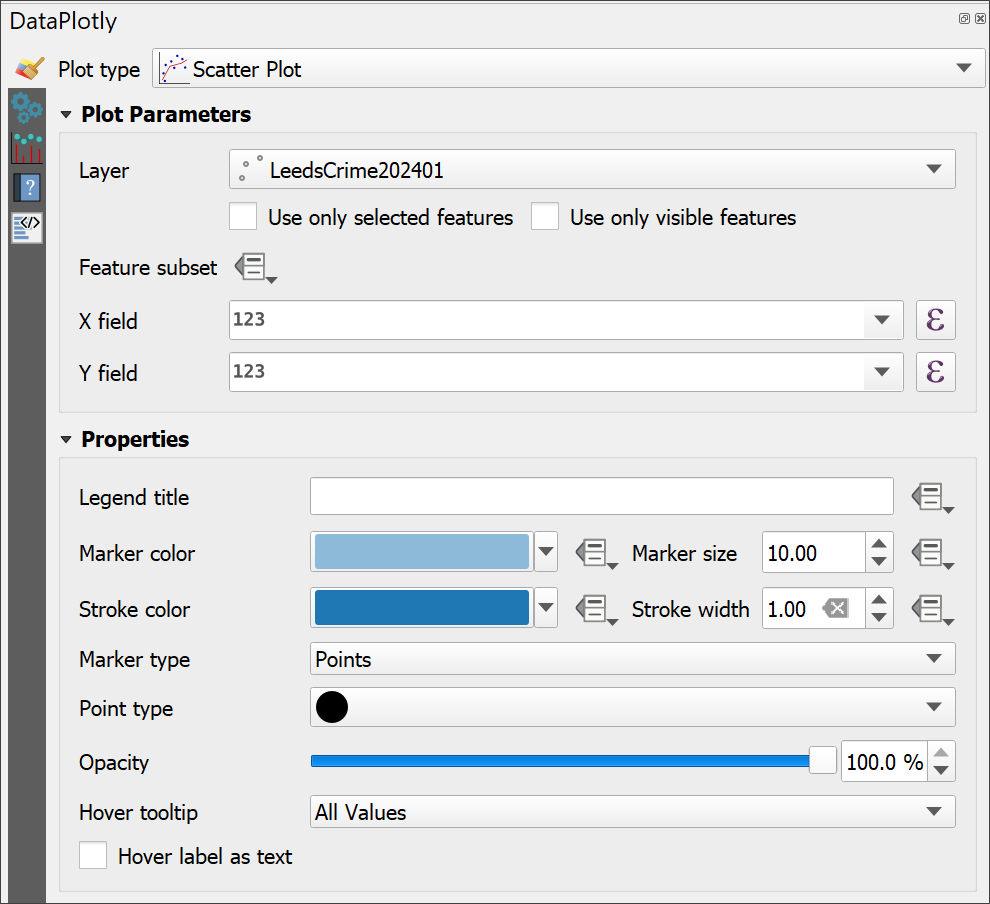 DataPlotly
Plot type Scatter Plot
Plot Parameters
Layer LeedsCrime202401
Use only selected features Use only visible features
Feature subset
X field 123 ε
Y field 123 ε
?
</>
Properties
Legend title
Marker color Marker size 10.00
Stroke color Stroke width 1.00
Marker type Points
Point type
Opacity 100.0 %
Hover tooltip All Values
Hover label as text